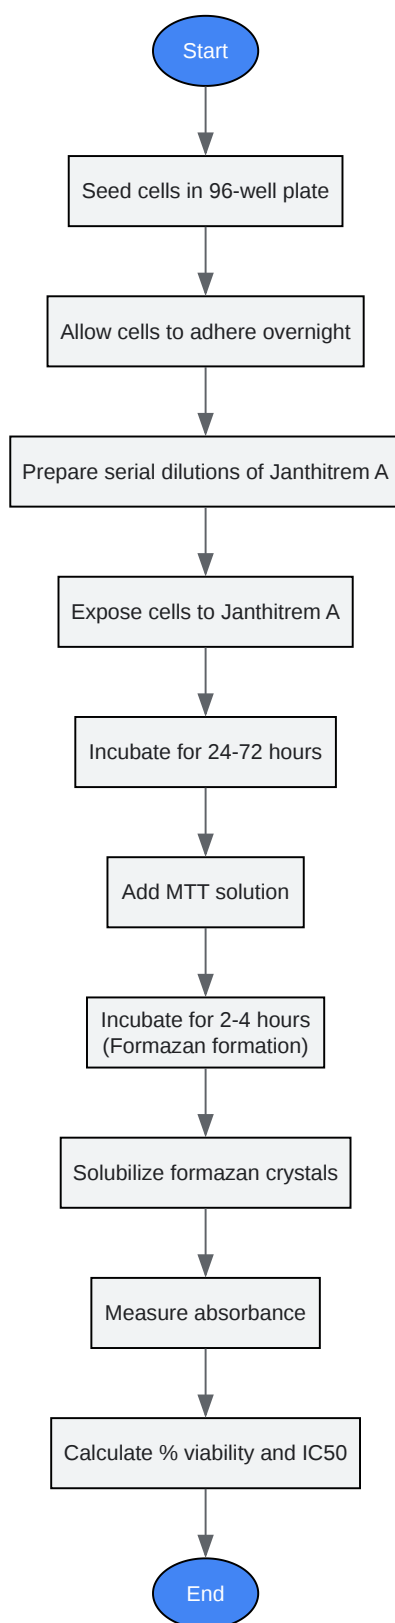 Start
Seed cells in 96-well plate
Allow cells to adhere overnight
Prepare serial dilutions of Janthitrem A
Expose cells to Janthitrem A
Incubate for 24-72 hours
Add MTT solution
Incubate for 2-4 hours
(Formazan formation)
Solubilize formazan crystals
Measure absorbance
Calculate % viability and IC50
End